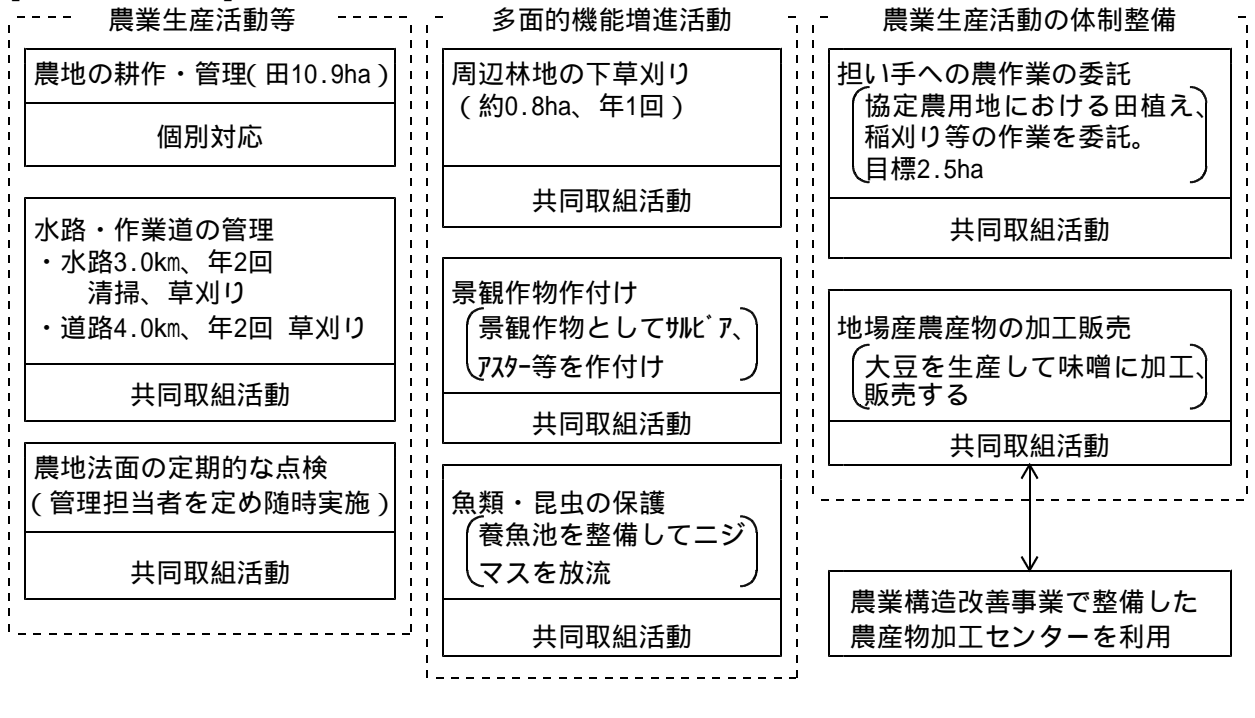 農業生産活動等
農地の耕作・管理(田10.9ha)
個別対応
水路・作業道の管理
・水路3.0km、年2回
清掃、草刈り
・道路4.0km、年2回 草刈り
共同取組活動
農地法面の定期的な点検
(管理担当者を定め随時実施)
共同取組活動
多面的機能増進活動
周辺林地の下草刈り
(約0.8ha、年1回)
共同取組活動
景観作物作付け
景観作物としてｻﾙﾋﾞｱ、
ｱｽﾀｰ等を作付け
共同取組活動
魚類・昆虫の保護
養魚池を整備してニジ
マスを放流
共同取組活動
農業生産活動の体制整備
担い手への農作業の委託
協定農用地における田植え、
稲刈り等の作業を委託。
目標2.5ha
共同取組活動
地場産農産物の加工販売
大豆を生産して味噌に加工、
販売する
共同取組活動
農業構造改善事業で整備した
農産物加工センターを利用